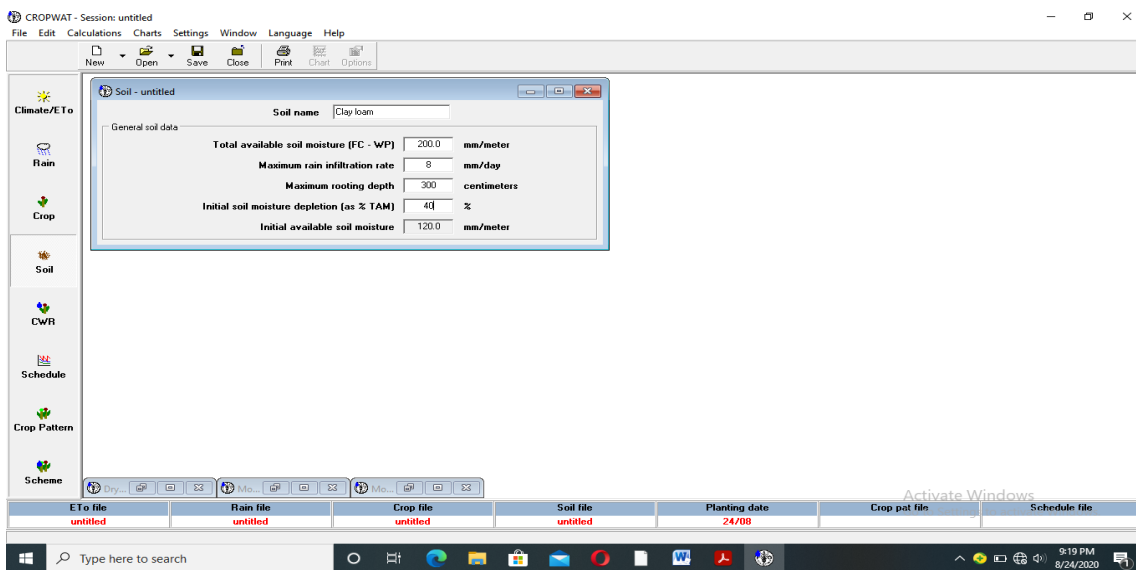 CROPWAT - Session: untitled
File Edit Calculations Charts Settings Window Language Help
New Open Save Close Print Chart Options
Climate/ETo
Rain
Crop
Soil
CWR
Schedule
Crop Pattern
Scheme
Soil - untitled
Soil name Clay loam
General soil data
Total available soil moisture (FC - WP) 200.0 mm/meter
Maximum rain infiltration rate 8 mm/day
Maximum rooting depth 300 centimeters
Initial soil moisture depletion (as % TAM) 40 %
Initial available soil moisture 120.0 mm/meter
Dry... Mo... Mo...
Activate Windows
ETo file Rain file Crop file Soil file Planting date Crop pat file Schedule file
untitled untitled untitled untitled 24/08
Type here to search
9:19 PM
8/24/2020